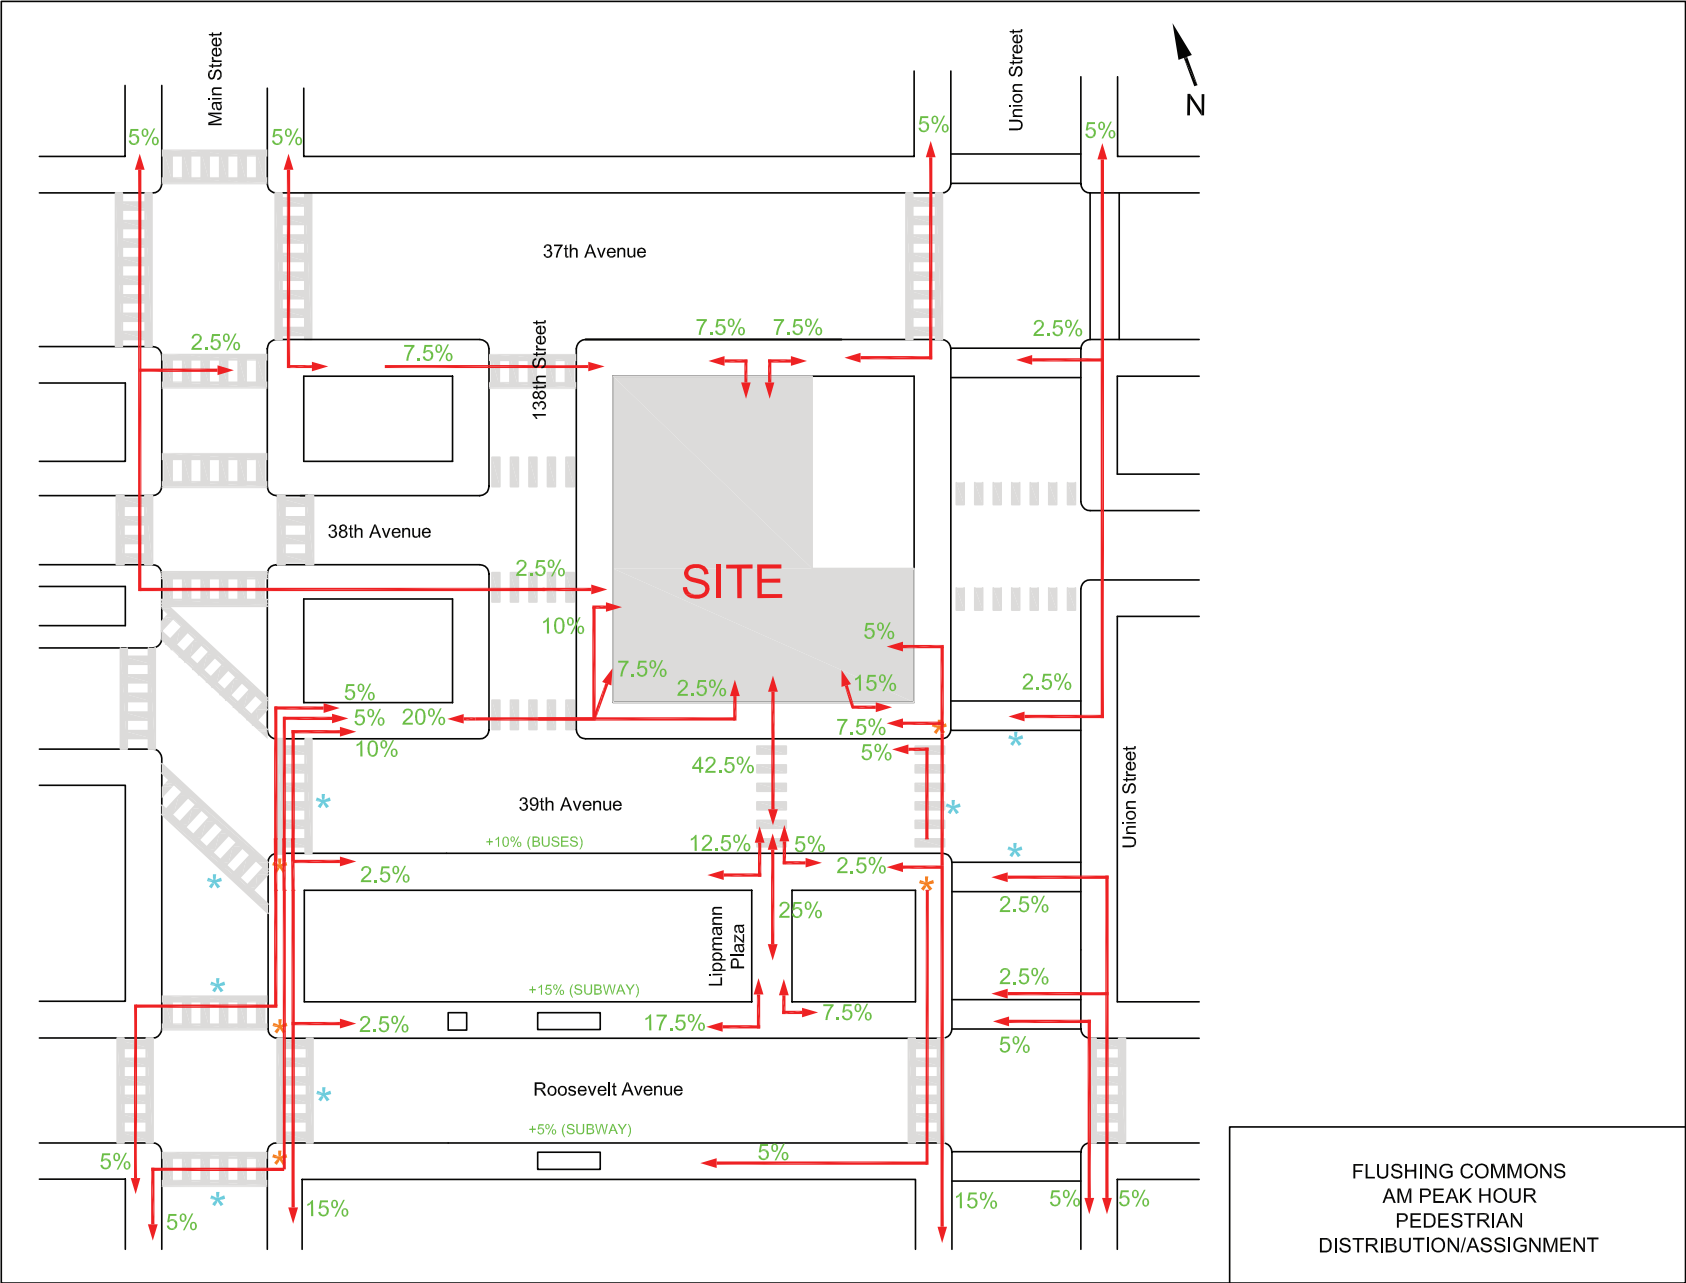 Main Street
Union Street
N
5%
5%
5%
5%
37th Avenue
138th Street
2.5%
7.5%
7.5%
7.5%
2.5%
38th Avenue
2.5%
SITE
10%
5%
7.5%
2.5%
15%
2.5%
5%
5%
20%
7.5%
10%
42.5%
5%
*
*
*
*
39th Avenue
Union Street
+10% (BUSES)
12.5%
5%
*
*
2.5%
2.5%
*
*
25%
2.5%
Lippmann
Plaza
*
+15% (SUBWAY)
2.5%
*
2.5%
17.5%
7.5%
5%
*
Roosevelt Avenue
+5% (SUBWAY)
*
5%
5%
*
5%
15%
15%
5%
5%
FLUSHING COMMONS
AM PEAK HOUR
PEDESTRIAN
DISTRIBUTION/ASSIGNMENT